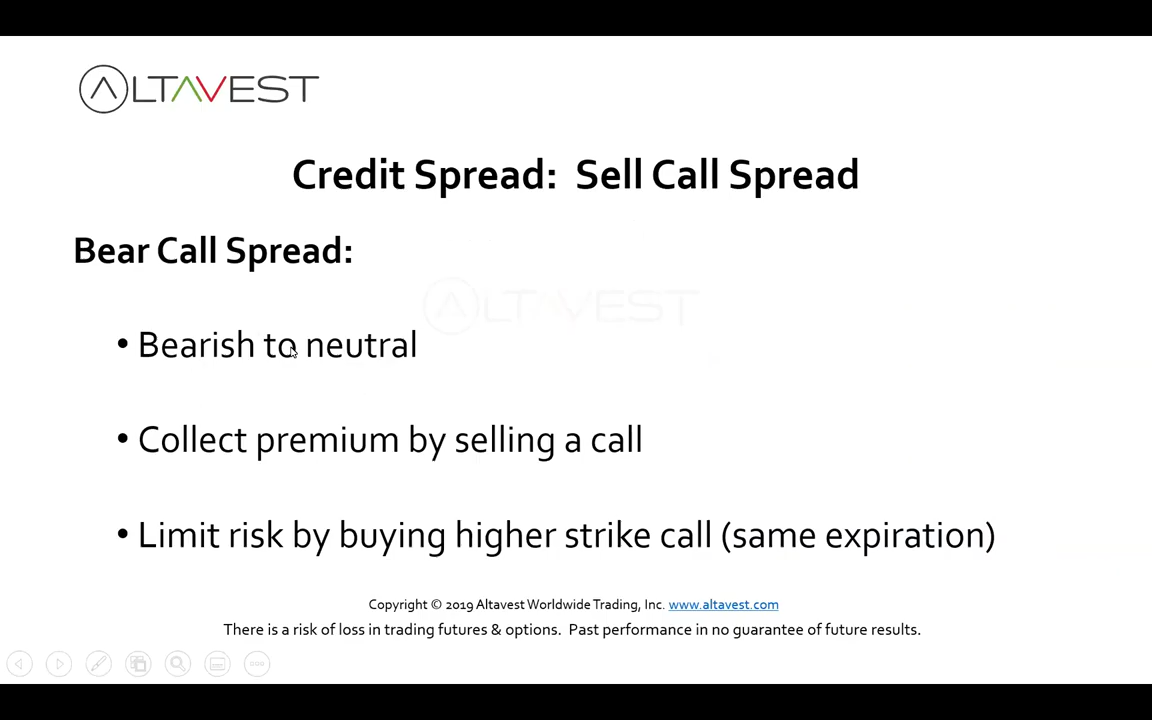 ALTAVEST
Credit Spread: Sell Call Spread
Bear Call Spread:
ALTAVEST
• Bearish to neutral
• Collect premium by selling a call
• Limit risk by buying higher strike call (same expiration)
Copyright © 2019 Altavest Worldwide Trading, Inc. www.altavest.com
There is a risk of loss in trading futures & options. Past performance in no guarantee of future results.